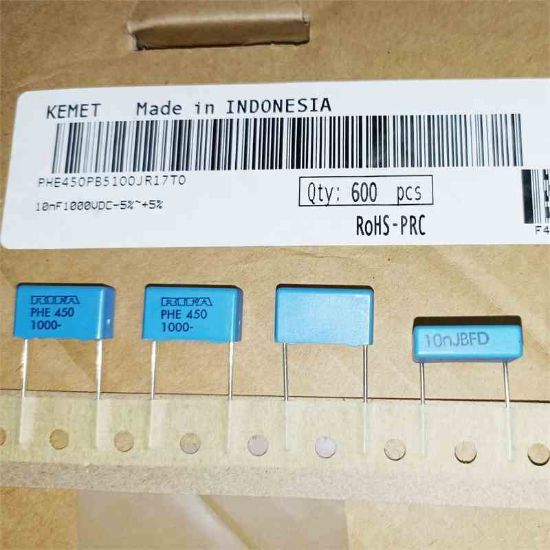 KEMET Made in INDONESIA
PHE450PB5100JR17T0
10nF1000VDC-5%~+5%
Qty: 600 pcs
RoHS-PRC
F4
RIFA
PHE 450
1000-
RIFA
PHE 450
1000-
10nJBFD